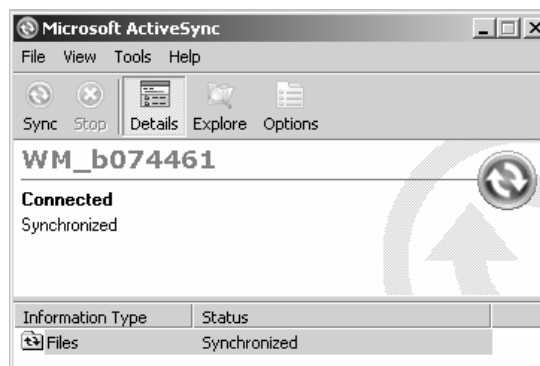 Microsoft ActiveSync
File View Tools Help
Sync Stop Details Explore Options
WM_b074461
Connected
Synchronized
Information Type Status
Files Synchronized